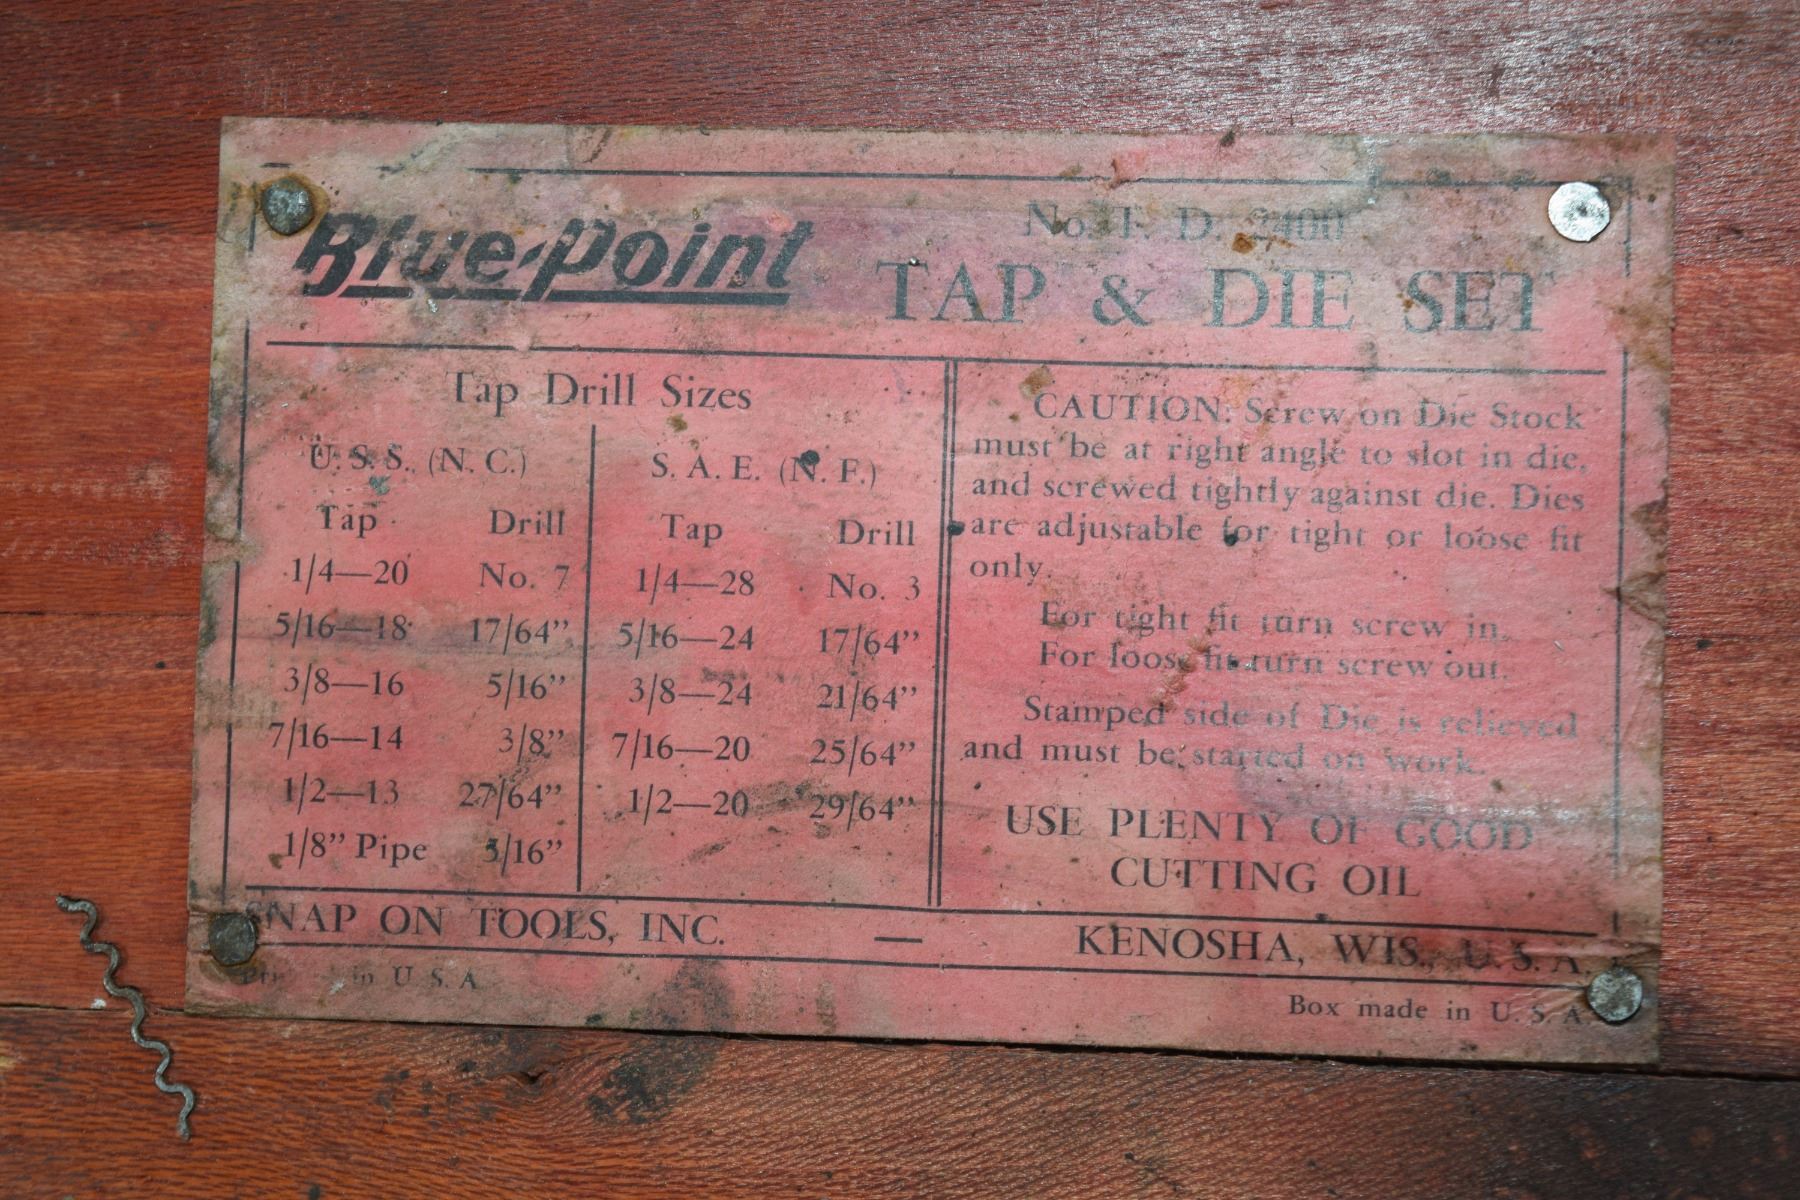 Blue-Point
No. T. D. 2400
TAP & DIE SET
Tap Drill Sizes
U. S. S. (N. C.)
Tap Drill
1/4—20 No. 7
5/16—18 17/64”
3/8—16 5/16”
7/16—14 3/8”
1/2—13 27/64”
1/8” Pipe 5/16”
S. A. E. (N. F.)
Tap Drill
1/4—28 No. 3
5/16—24 17/64”
3/8—24 21/64”
7/16—20 25/64”
1/2—20 29/64”
CAUTION: Screw on Die Stock
must be at right angle to slot in die,
and screwed tightly against die. Dies
are adjustable for tight or loose fit
only.
For tight fit turn screw in.
For loose fit turn screw out.
Stamped side of Die is relieved
and must be started on work.
USE PLENTY OF GOOD
CUTTING OIL
SNAP ON TOOLS, INC. — KENOSHA, WIS., U. S. A.
Printed in U. S. A
Box made in U. S. A.